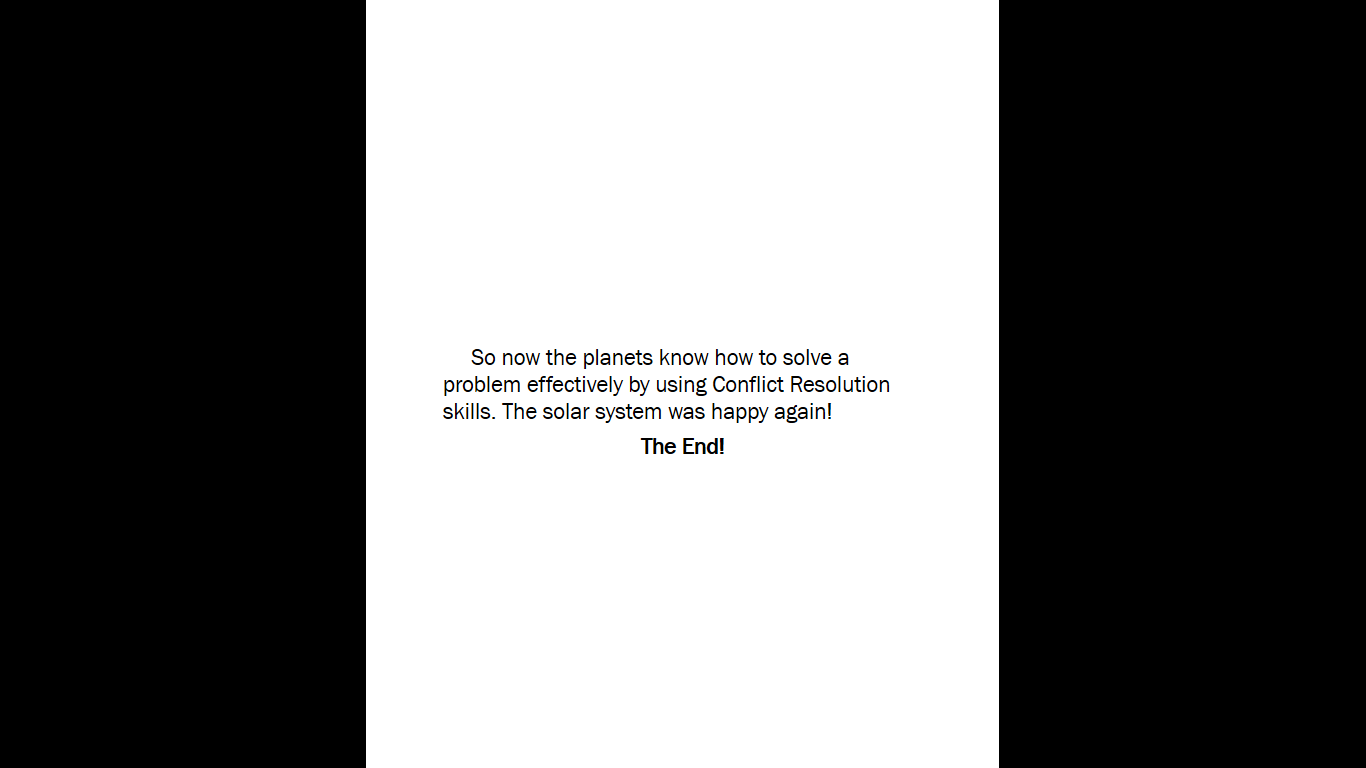 So now the planets know how to solve a
problem effectively by using Conflict Resolution
skills. The solar system was happy again!
The End!